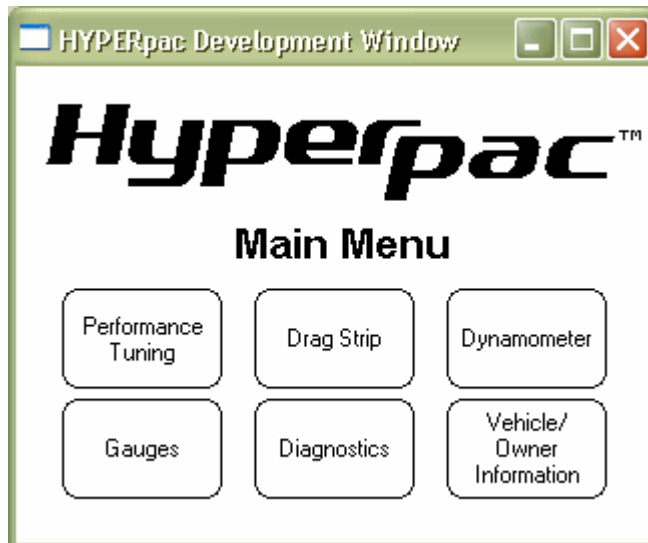 HYPERpac Development Window
Hyperpac™
Main Menu
Performance
Tuning
Drag Strip
Dynamometer
Gauges
Diagnostics
Vehicle/
Owner
Information